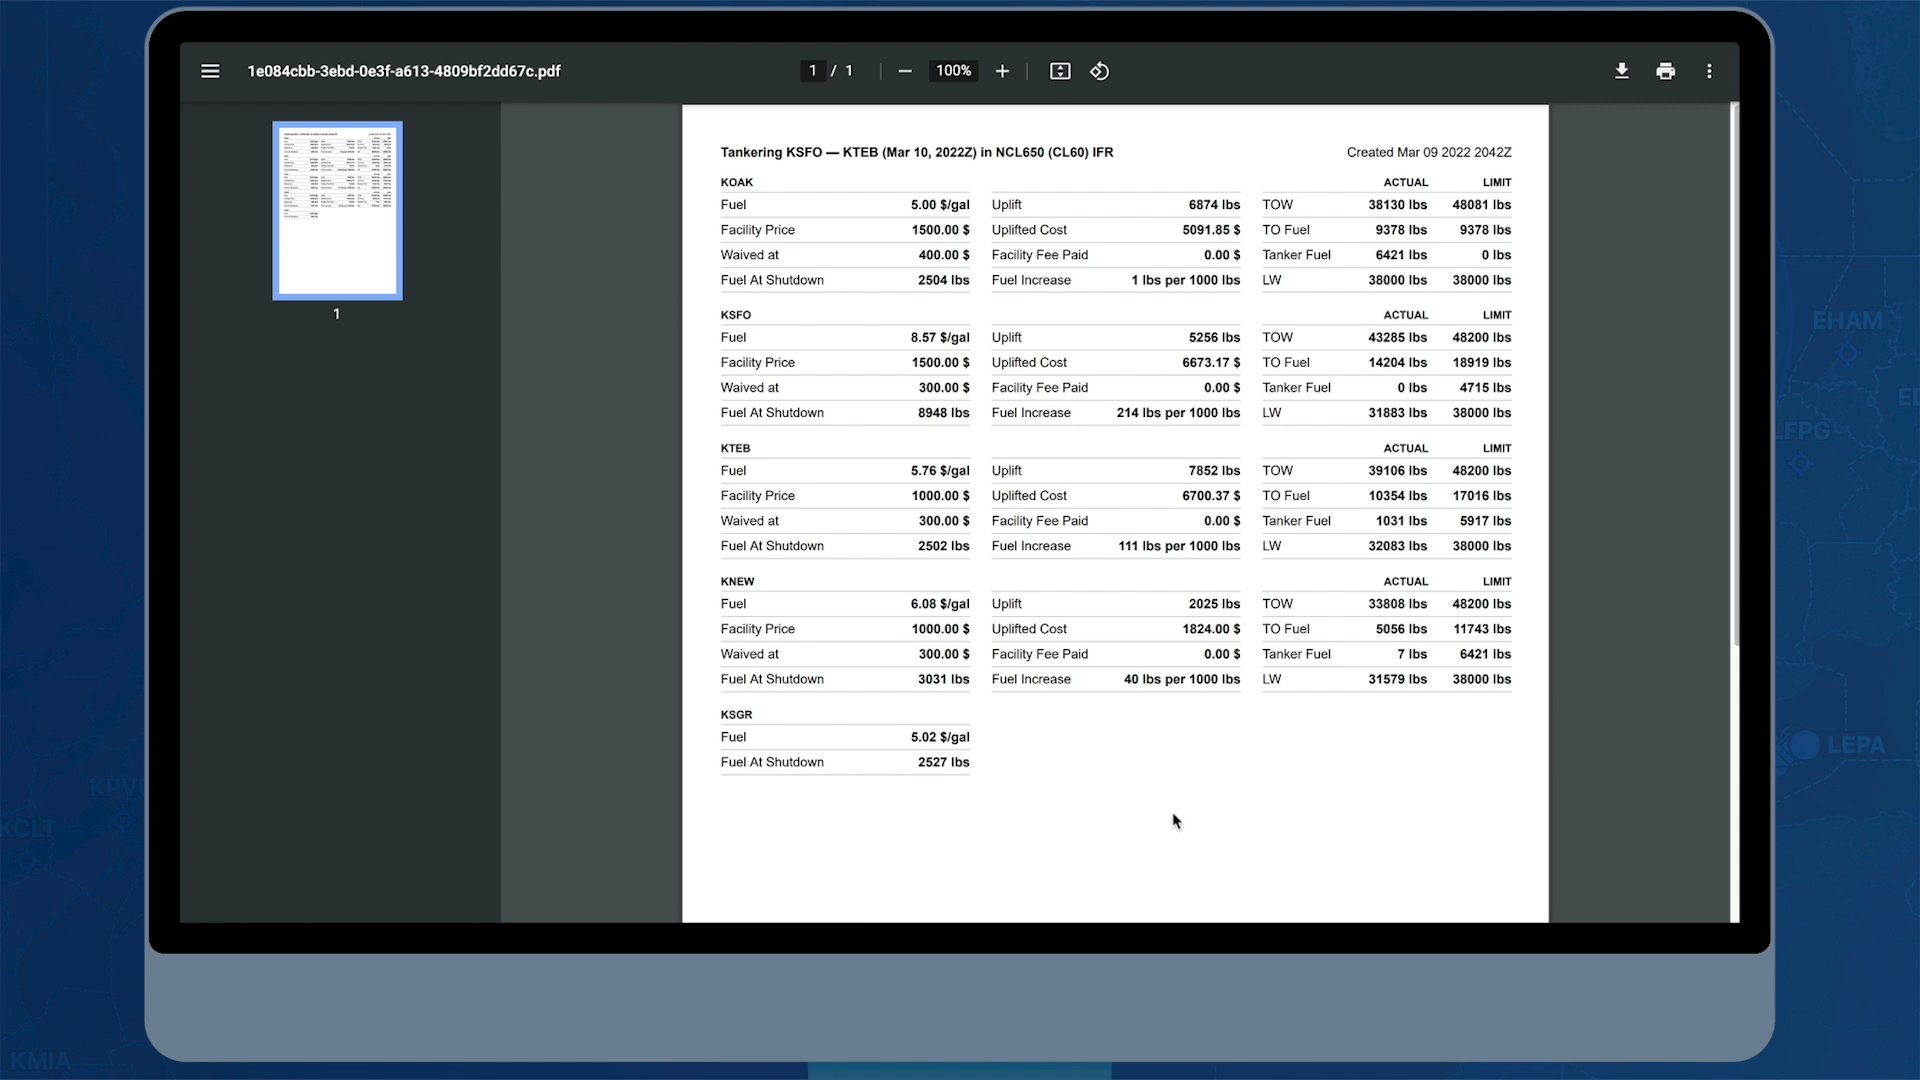 1e084cbb-3ebd-0e3f-a613-4809bf2dd67c.pdf 1 / 1 100%
1
Tankering KSFO — KTEB (Mar 10, 2022Z) in NCL650 (CL60) IFR Created Mar 09 2022 2042Z
KOAK ACTUAL LIMIT
Fuel 5.00 $/gal Uplift 6874 lbs TOW 38130 lbs 48081 lbs
Facility Price 1500.00 $ Uplifted Cost 5091.85 $ TO Fuel 9378 lbs 9378 lbs
Waived at 400.00 $ Facility Fee Paid 0.00 $ Tanker Fuel 6421 lbs 0 lbs
Fuel At Shutdown 2504 lbs Fuel Increase 1 lbs per 1000 lbs LW 38000 lbs 38000 lbs
KSFO ACTUAL LIMIT
Fuel 8.57 $/gal Uplift 5256 lbs TOW 43285 lbs 48200 lbs
Facility Price 1500.00 $ Uplifted Cost 6673.17 $ TO Fuel 14204 lbs 18919 lbs
Waived at 300.00 $ Facility Fee Paid 0.00 $ Tanker Fuel 0 lbs 4715 lbs
Fuel At Shutdown 8948 lbs Fuel Increase 214 lbs per 1000 lbs LW 31883 lbs 38000 lbs
KTEB ACTUAL LIMIT
Fuel 5.76 $/gal Uplift 7852 lbs TOW 39106 lbs 48200 lbs
Facility Price 1000.00 $ Uplifted Cost 6700.37 $ TO Fuel 10354 lbs 17016 lbs
Waived at 300.00 $ Facility Fee Paid 0.00 $ Tanker Fuel 1031 lbs 5917 lbs
Fuel At Shutdown 2502 lbs Fuel Increase 111 lbs per 1000 lbs LW 32083 lbs 38000 lbs
KNEW ACTUAL LIMIT
Fuel 6.08 $/gal Uplift 2025 lbs TOW 33808 lbs 48200 lbs
Facility Price 1000.00 $ Uplifted Cost 1824.00 $ TO Fuel 5056 lbs 11743 lbs
Waived at 300.00 $ Facility Fee Paid 0.00 $ Tanker Fuel 7 lbs 6421 lbs
Fuel At Shutdown 3031 lbs Fuel Increase 40 lbs per 1000 lbs LW 31579 lbs 38000 lbs
KSGR
Fuel 5.02 $/gal
Fuel At Shutdown 2527 lbs
EHAM
LFPG
LEPA
KCLT
KMIA